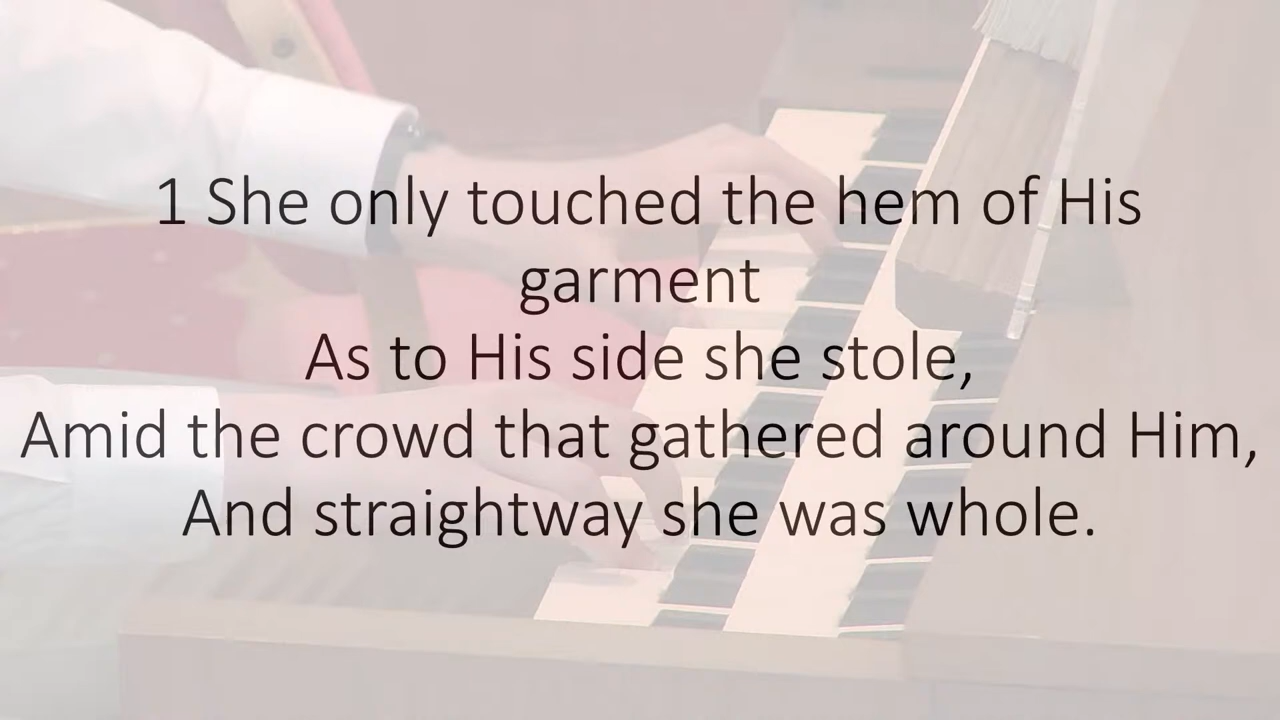 1 She only touched the hem of His
garment
As to His side she stole,
Amid the crowd that gathered around Him,
And straightway she was whole.